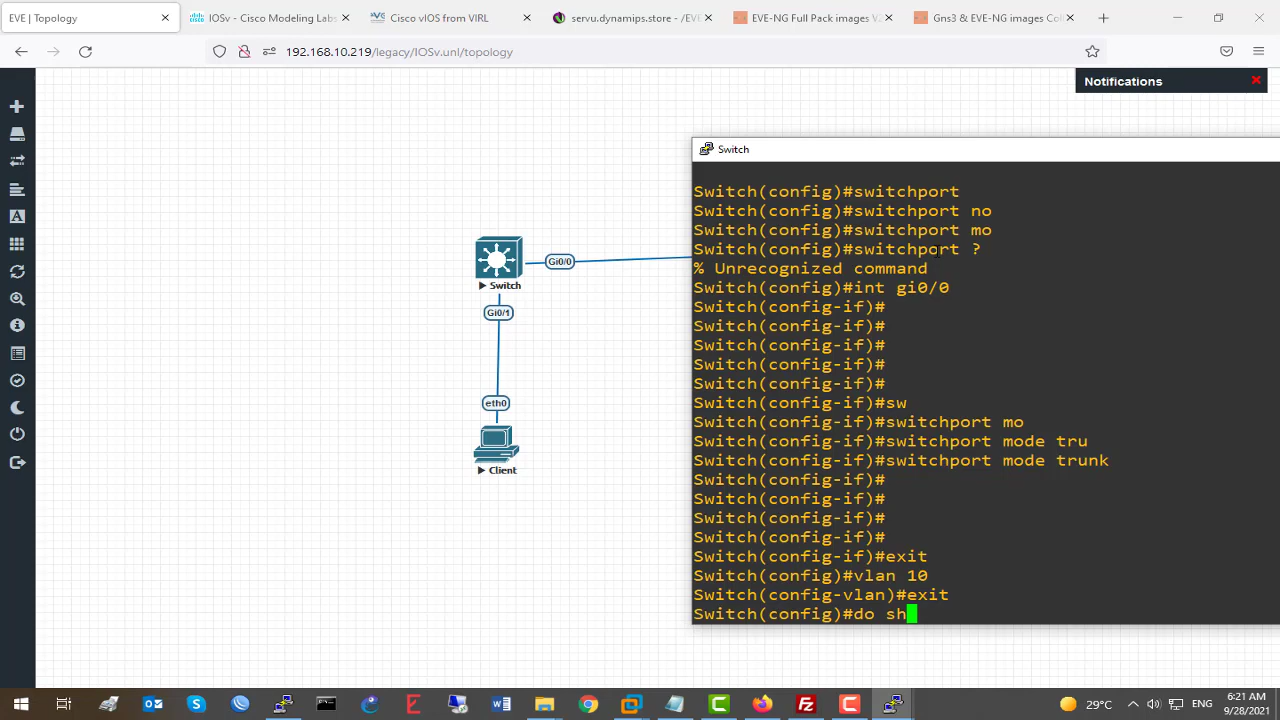 EVE | Topology
IOSv - Cisco Modeling Labs
Cisco vIOS from VIRL
servu.dynamips.store - /EVE
EVE-NG Full Pack images V2
Gns3 & EVE-NG images Coll
192.168.10.219/legacy/IOSv.unl/topology
Notifications
Switch
Switch(config)#switchport
Switch(config)#switchport no
Switch(config)#switchport mo
Switch(config)#switchport ?
% Unrecognized command
Switch(config)#int gi0/0
Switch(config-if)#
Switch(config-if)#
Switch(config-if)#
Switch(config-if)#
Switch(config-if)#
Switch(config-if)#sw
Switch(config-if)#switchport mo
Switch(config-if)#switchport mode tru
Switch(config-if)#switchport mode trunk
Switch(config-if)#
Switch(config-if)#
Switch(config-if)#
Switch(config-if)#
Switch(config-if)#exit
Switch(config)#vlan 10
Switch(config-vlan)#exit
Switch(config)#do sh
Gi0/0
Switch
Gi0/1
eth0
Client
29°C
ENG
6:21 AM
9/28/2021